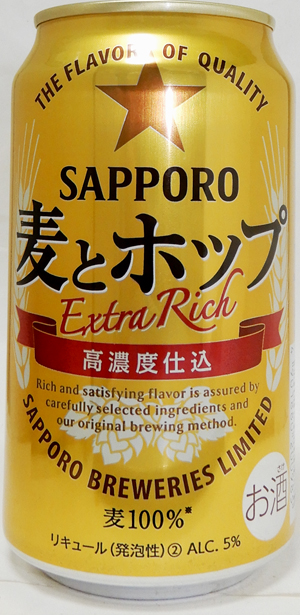 THE FLAVOR OF QUALITY
SAPPORO
麦とホップ
Extra Rich
高濃度仕込
Rich and satisfying flavor is assured by
carefully selected ingredients and
our original brewing method.
SAPPORO BREWERIES LIMITED
麦100%※
お酒
リキュール(発泡性)② ALC. 5%